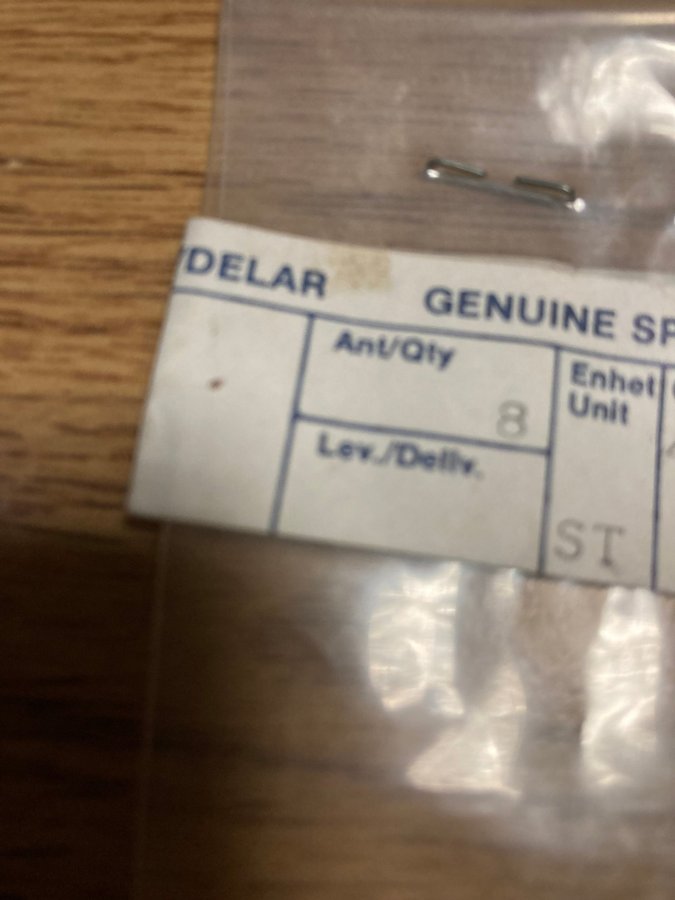 DELAR GENUINE SP
Ant/Qty
8
Enhet
Unit
Lev./Deliv.
ST